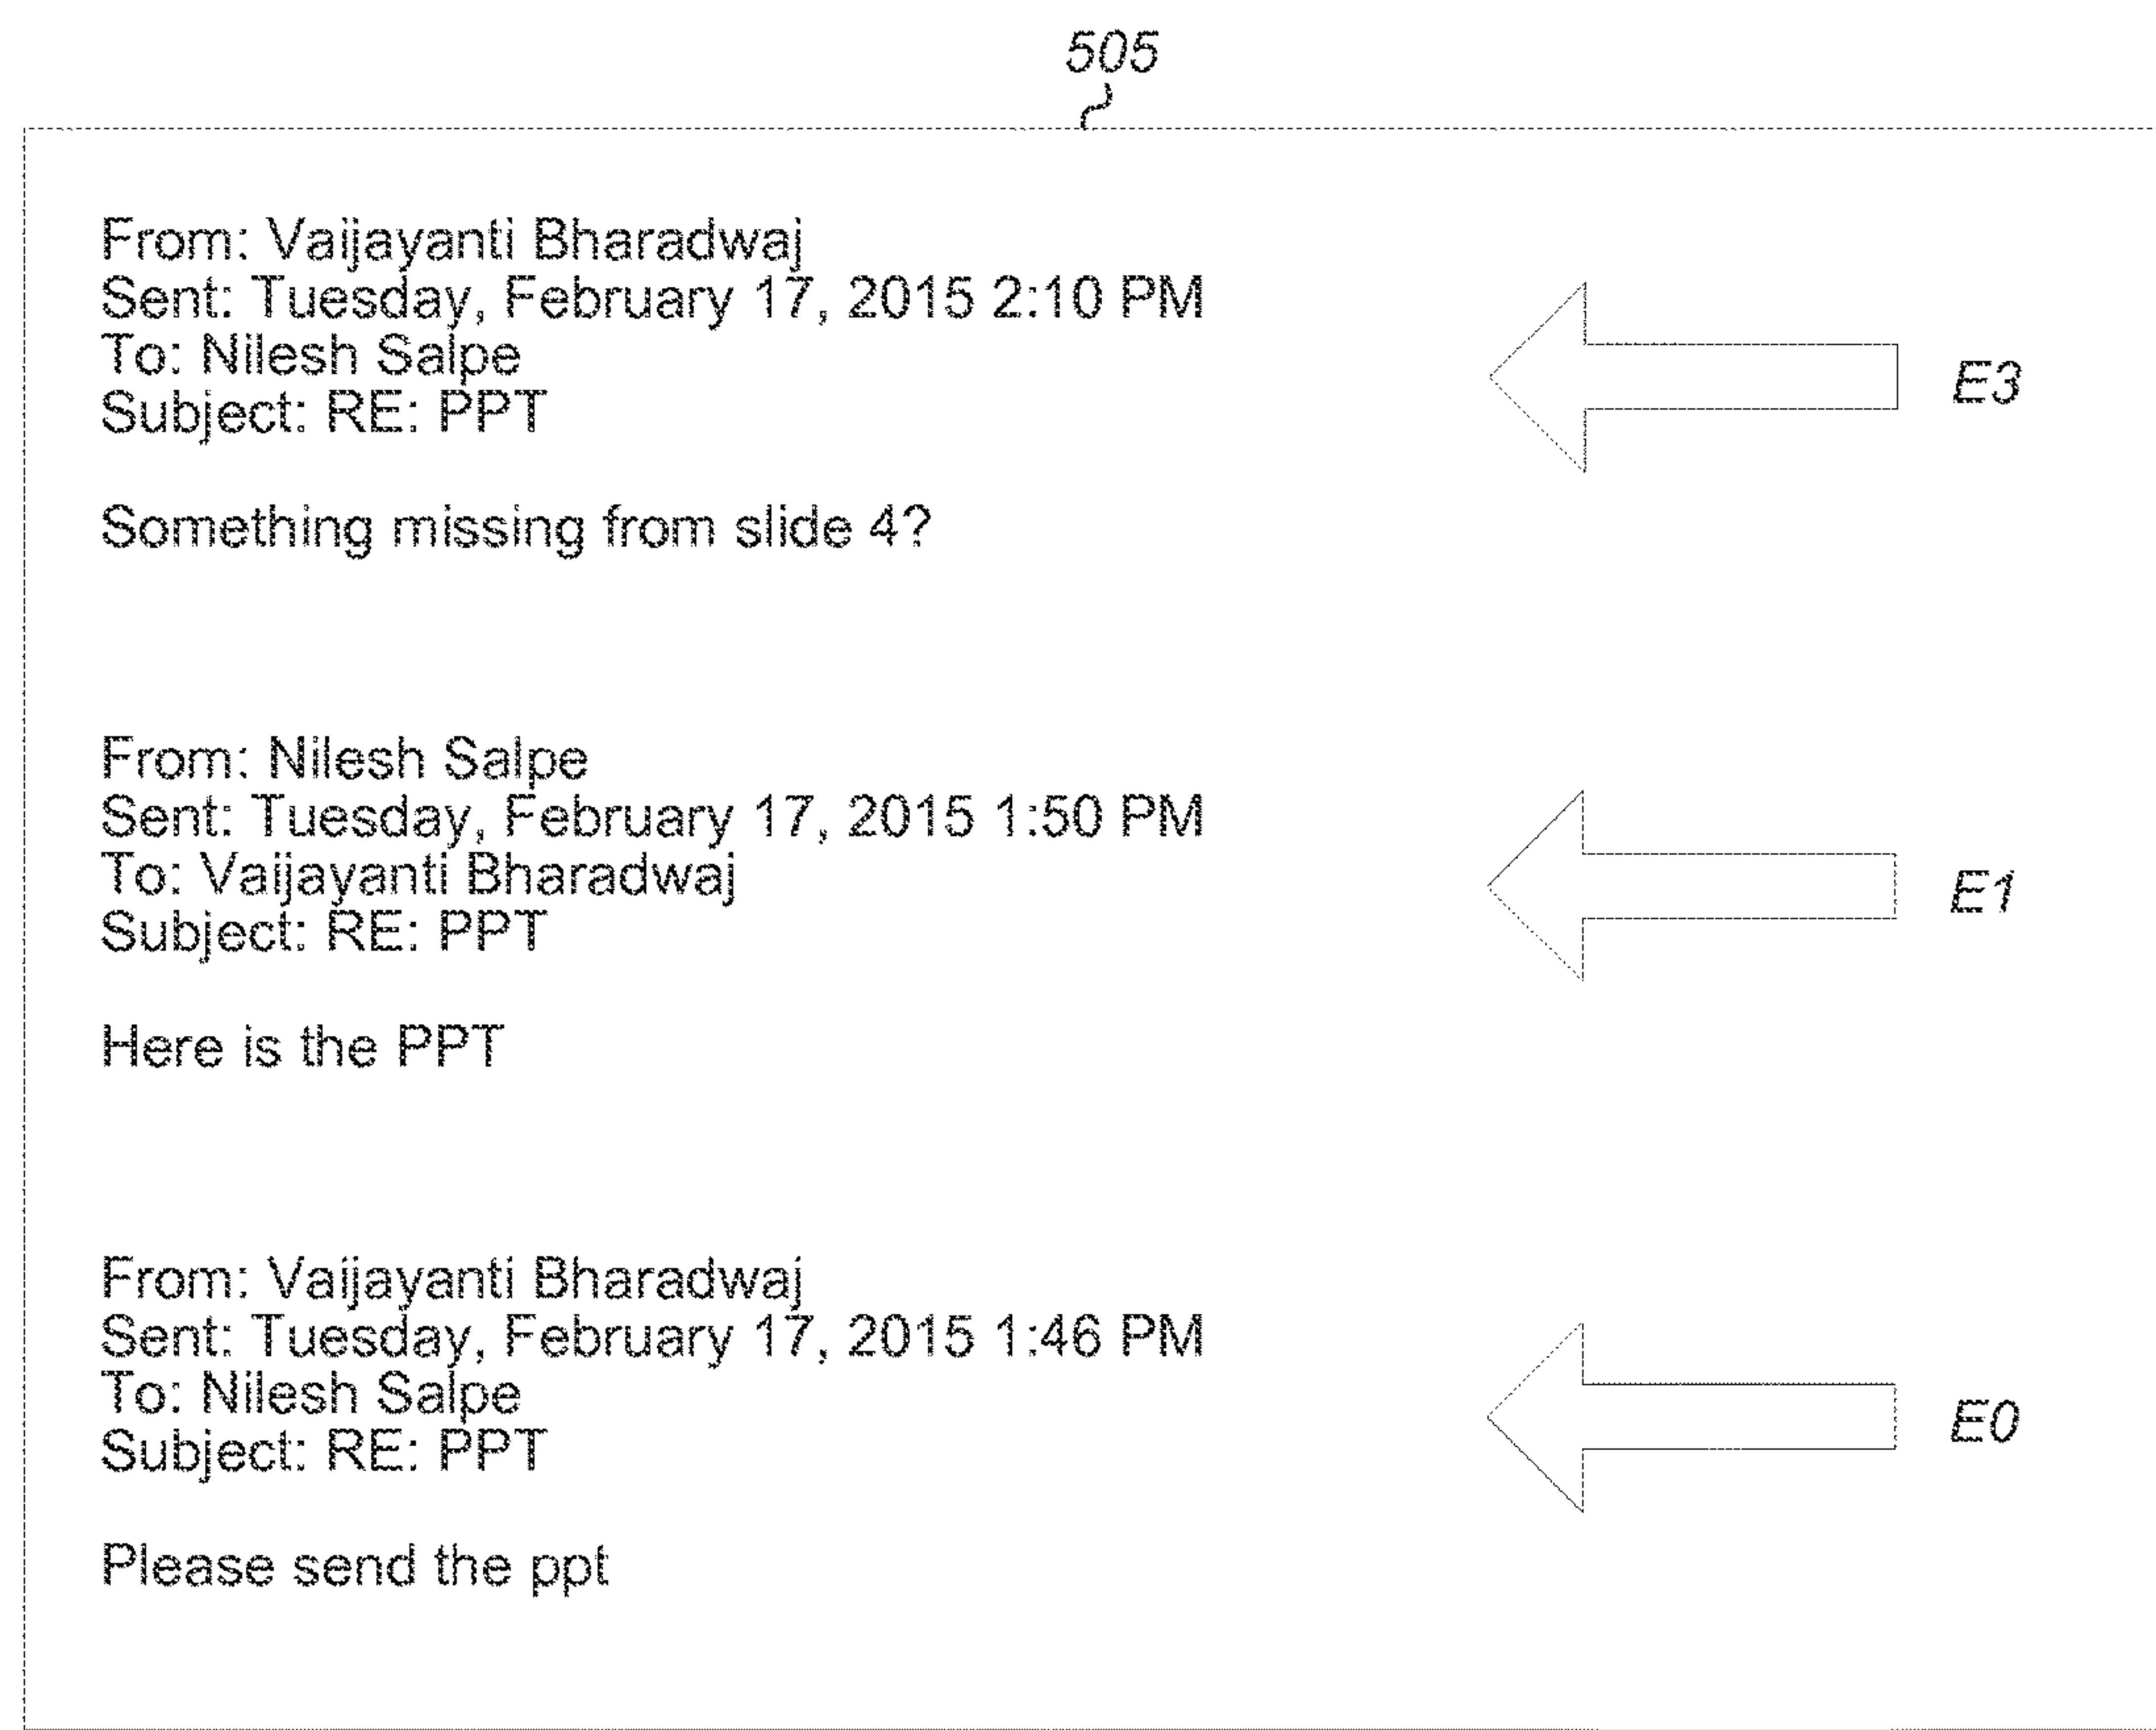 505
From: Vaijayanti Bharadwaj
Sent: Tuesday, February 17, 2015 2:10 PM
To: Nilesh Salpe
Subject: RE: PPT
E3
Something missing from slide 4?
From: Nilesh Salpe
Sent: Tuesday, February 17, 2015 1:50 PM
To: Vaijayanti Bharadwaj
Subject: RE: PPT
E1
Here is the PPT
From: Vaijayanti Bharadwaj
Sent: Tuesday, February 17, 2015 1:46 PM
To: Nilesh Salpe
Subject: RE: PPT
E0
Please send the ppt